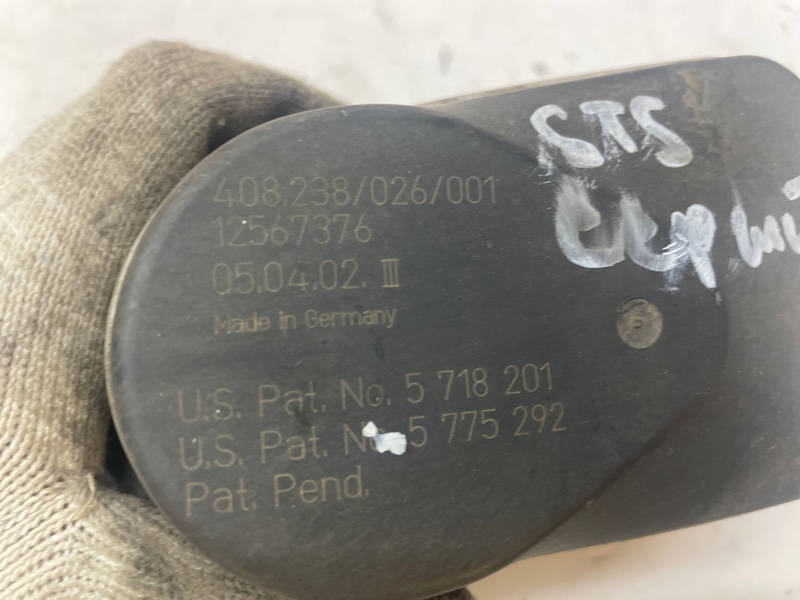 408.238/026/001
12567376
05.04.02. III
Made in Germany
U.S. Pat. No. 5 718 201
U.S. Pat. No. 5 775 292
Pat. Pend.
STS